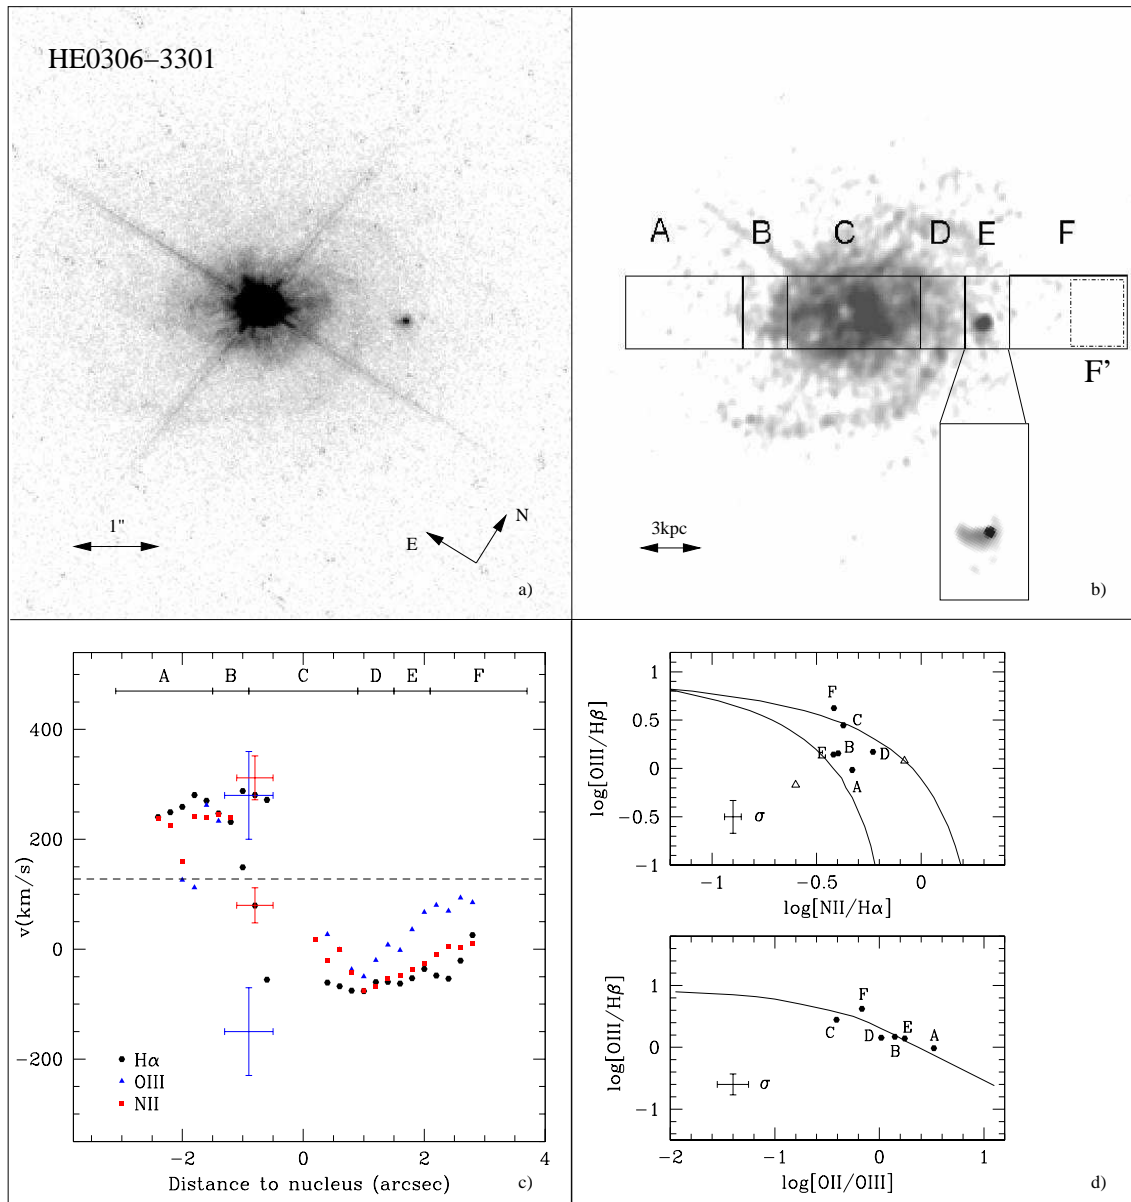 HE0306–3301
1"
N
E
a)
A B C D E F
F'
3kpc
b)
A B C D E F
400
200
0
−200
v(km/s)
Hα
OIII
NII
−2 0 2 4
Distance to nucleus (arcsec)
c)
1
0.5
0
−0.5
−1
log[OIII/Hβ]
F
C
E B D
A
σ
−1 −0.5 0
log[NII/Hα]
1
0
−1
log[OIII/Hβ]
F
C D B E A
σ
−2 −1 0 1
log[OII/OIII]
d)